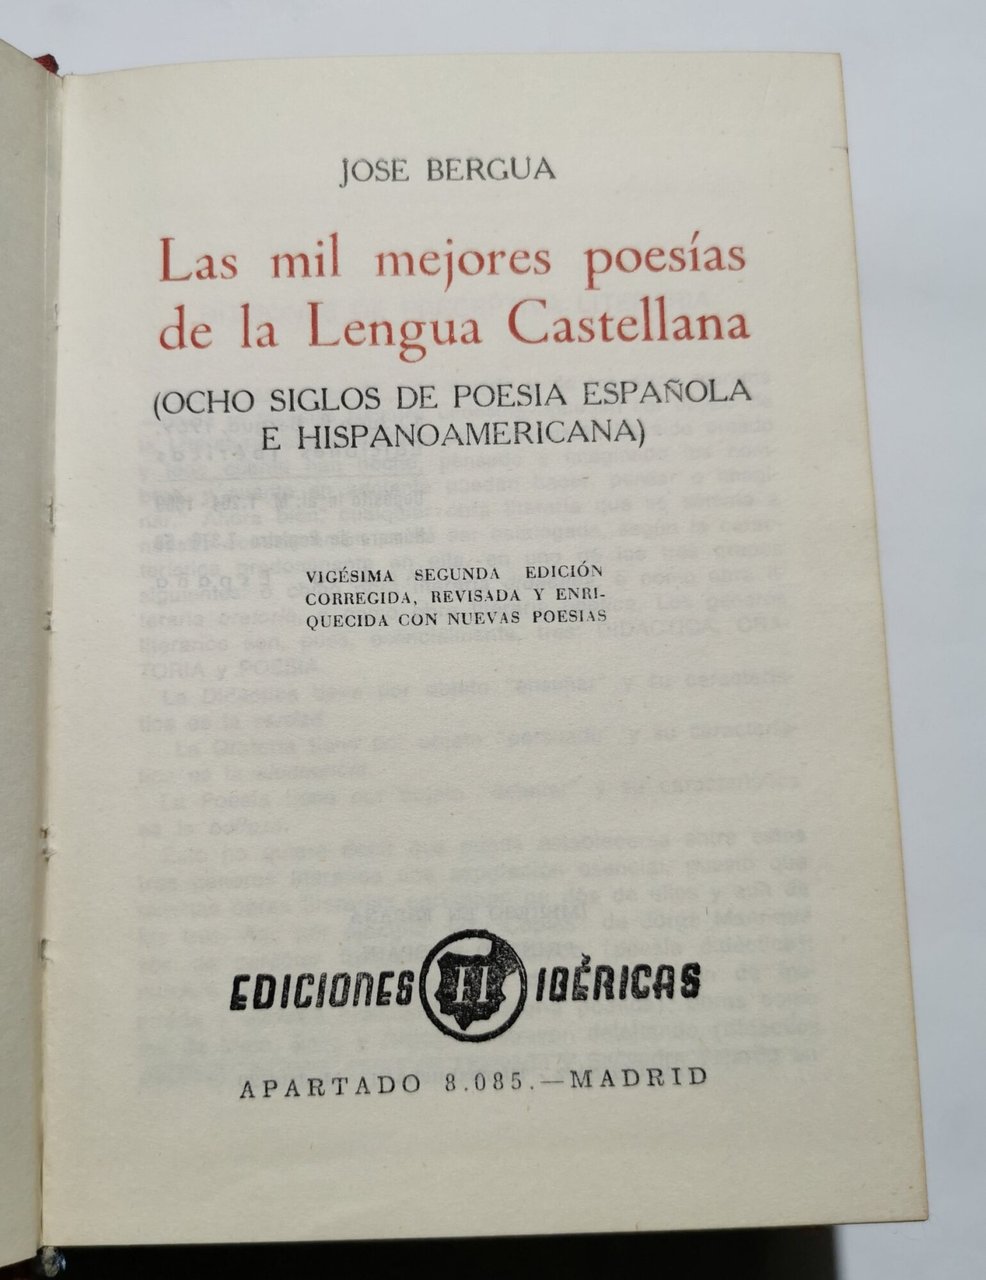 JOSE BERGUA
Las mil mejores poesías
de la Lengua Castellana
(OCHO SIGLOS DE POESIA ESPAÑOLA
E HISPANOAMERICANA)
VIGÉSIMA SEGUNDA EDICIÓN
CORREGIDA, REVISADA Y ENRI-
QUECIDA CON NUEVAS POESIAS
EDICIONES IBÉRICAS
APARTADO 8.085.—MADRID